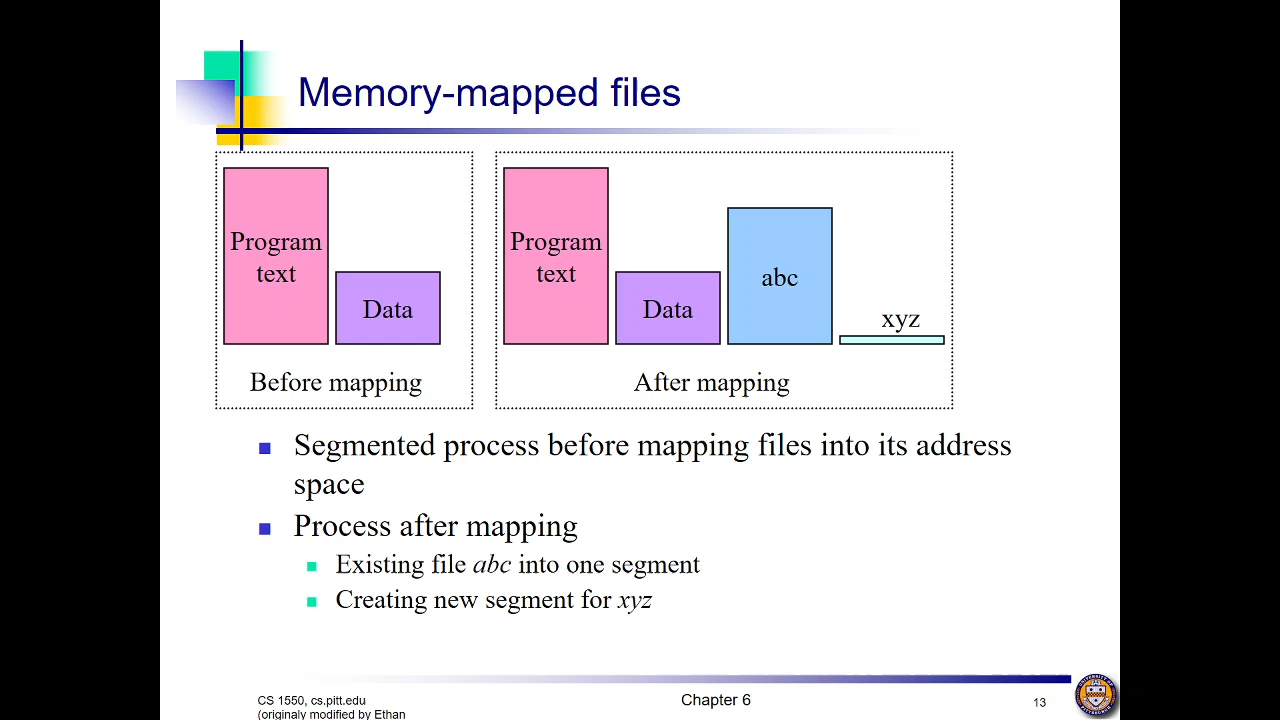 Memory-mapped files
Program
text
Data
Before mapping
Program
text
Data
abc
xyz
After mapping
Segmented process before mapping files into its address
space
Process after mapping
Existing file abc into one segment
Creating new segment for xyz
CS 1550, cs.pitt.edu
(originaly modified by Ethan
Chapter 6
13